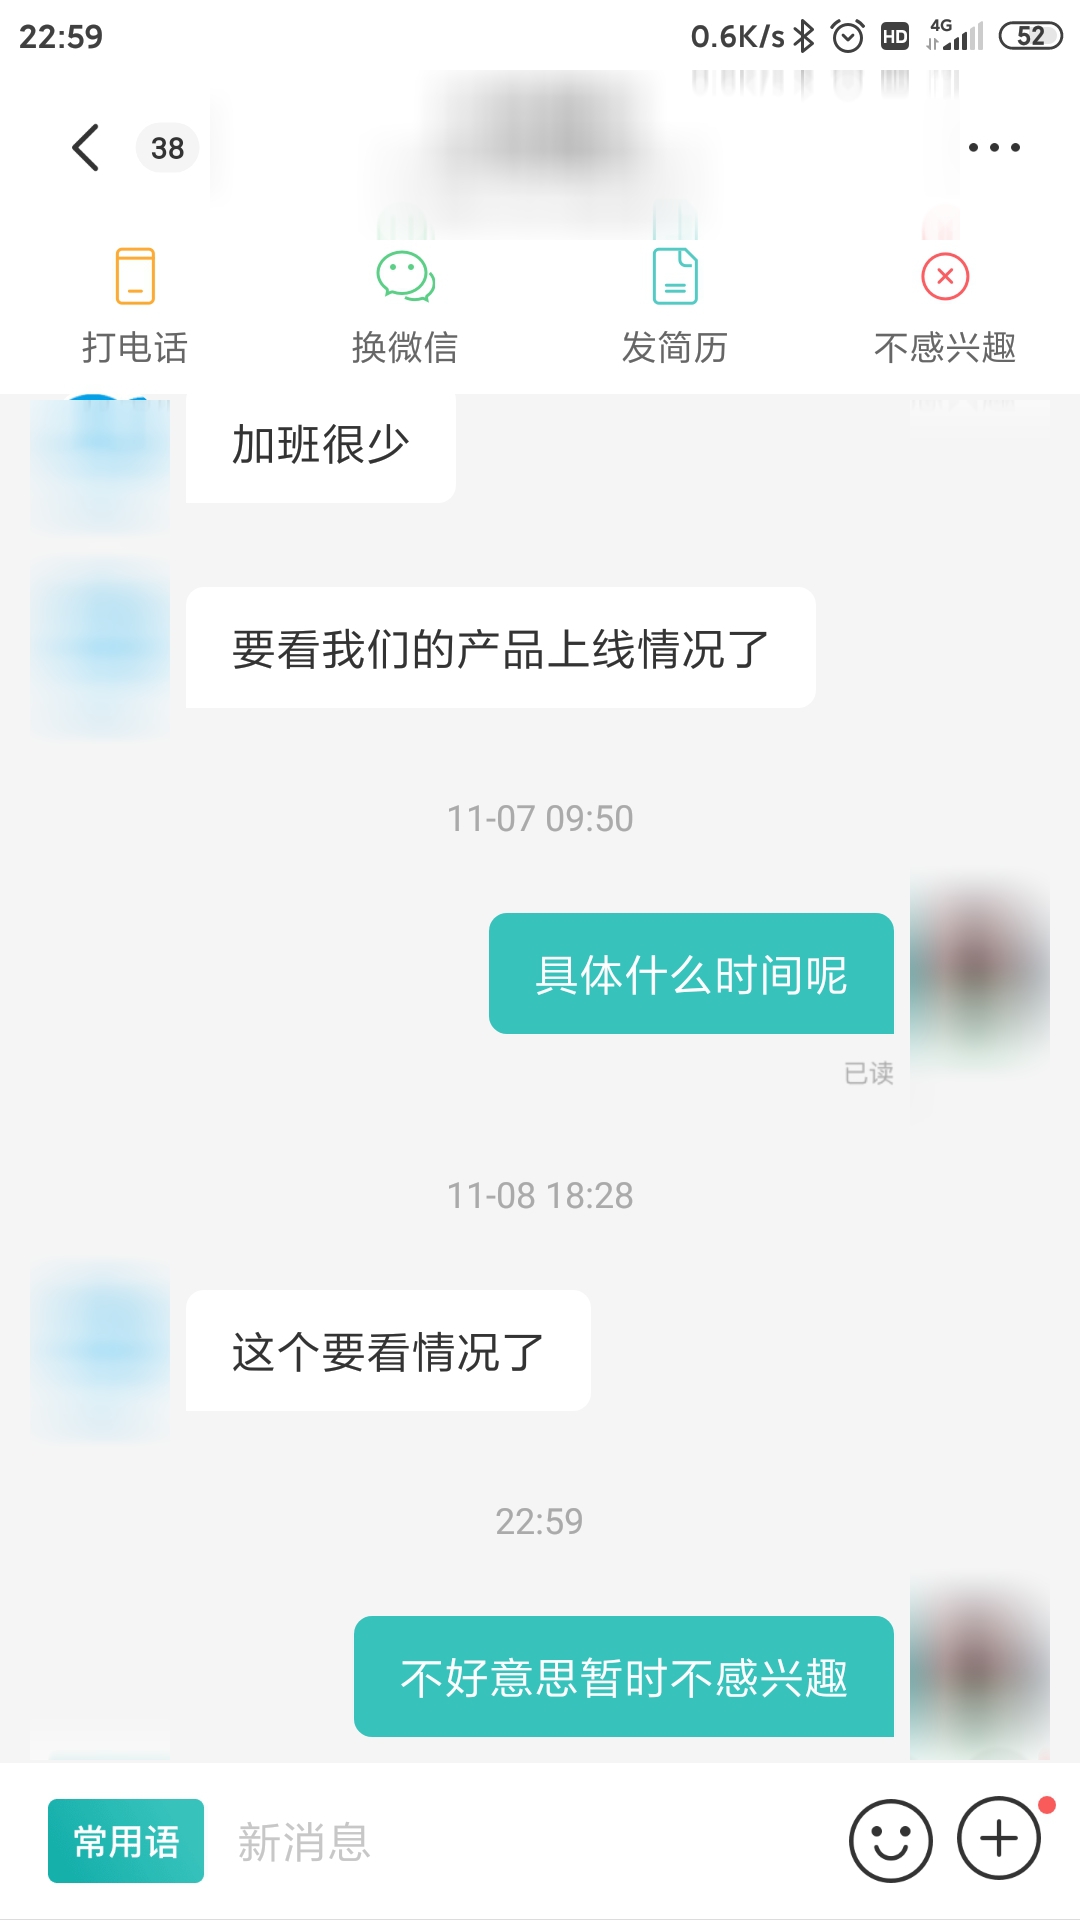 22:59
0.6K/s
HD
4G
52
38
打电话
换微信
发简历
不感兴趣
加班很少
要看我们的产品上线情况了
11-07 09:50
具体什么时间呢
已读
11-08 18:28
这个要看情况了
22:59
不好意思暂时不感兴趣
常用语
新消息